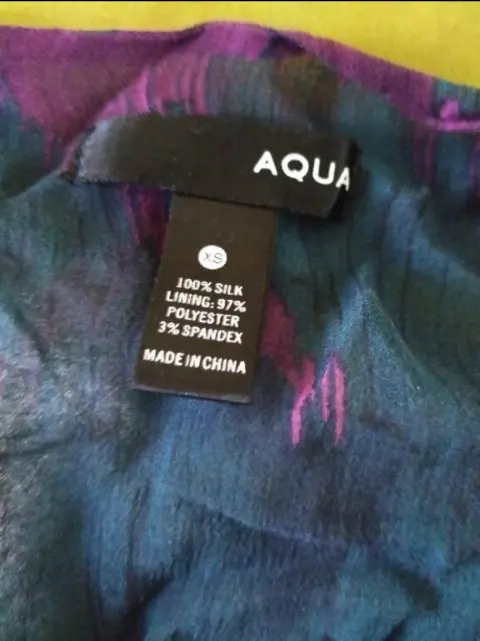 AQUA
XS
100% SILK
LINING: 97%
POLYESTER
3% SPANDEX
MADE IN CHINA